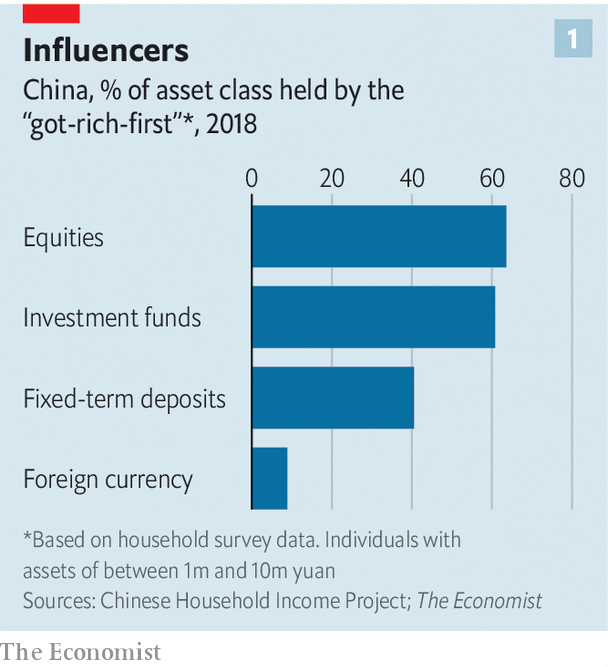 Influencers
1
China, % of asset class held by the
“got-rich-first”*, 2018
0 20 40 60 80
Equities
Investment funds
Fixed-term deposits
Foreign currency
*Based on household survey data. Individuals with
assets of between 1m and 10m yuan
Sources: Chinese Household Income Project; The Economist
The Economist